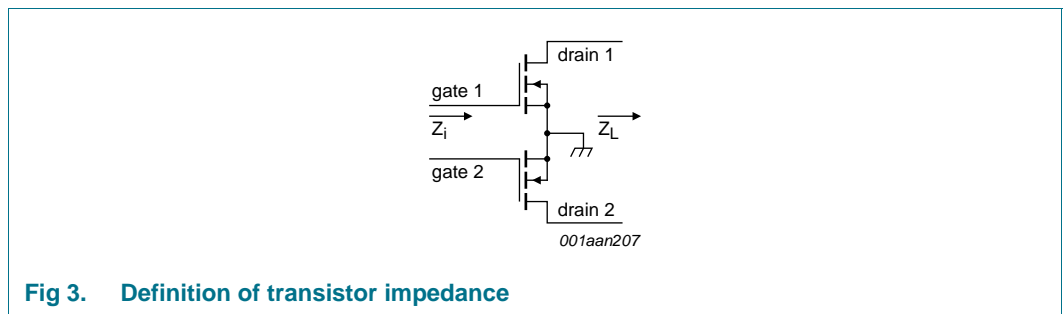 drain 1
gate 1
Zi
ZL
gate 2
drain 2
001aan207
Fig 3. Definition of transistor impedance